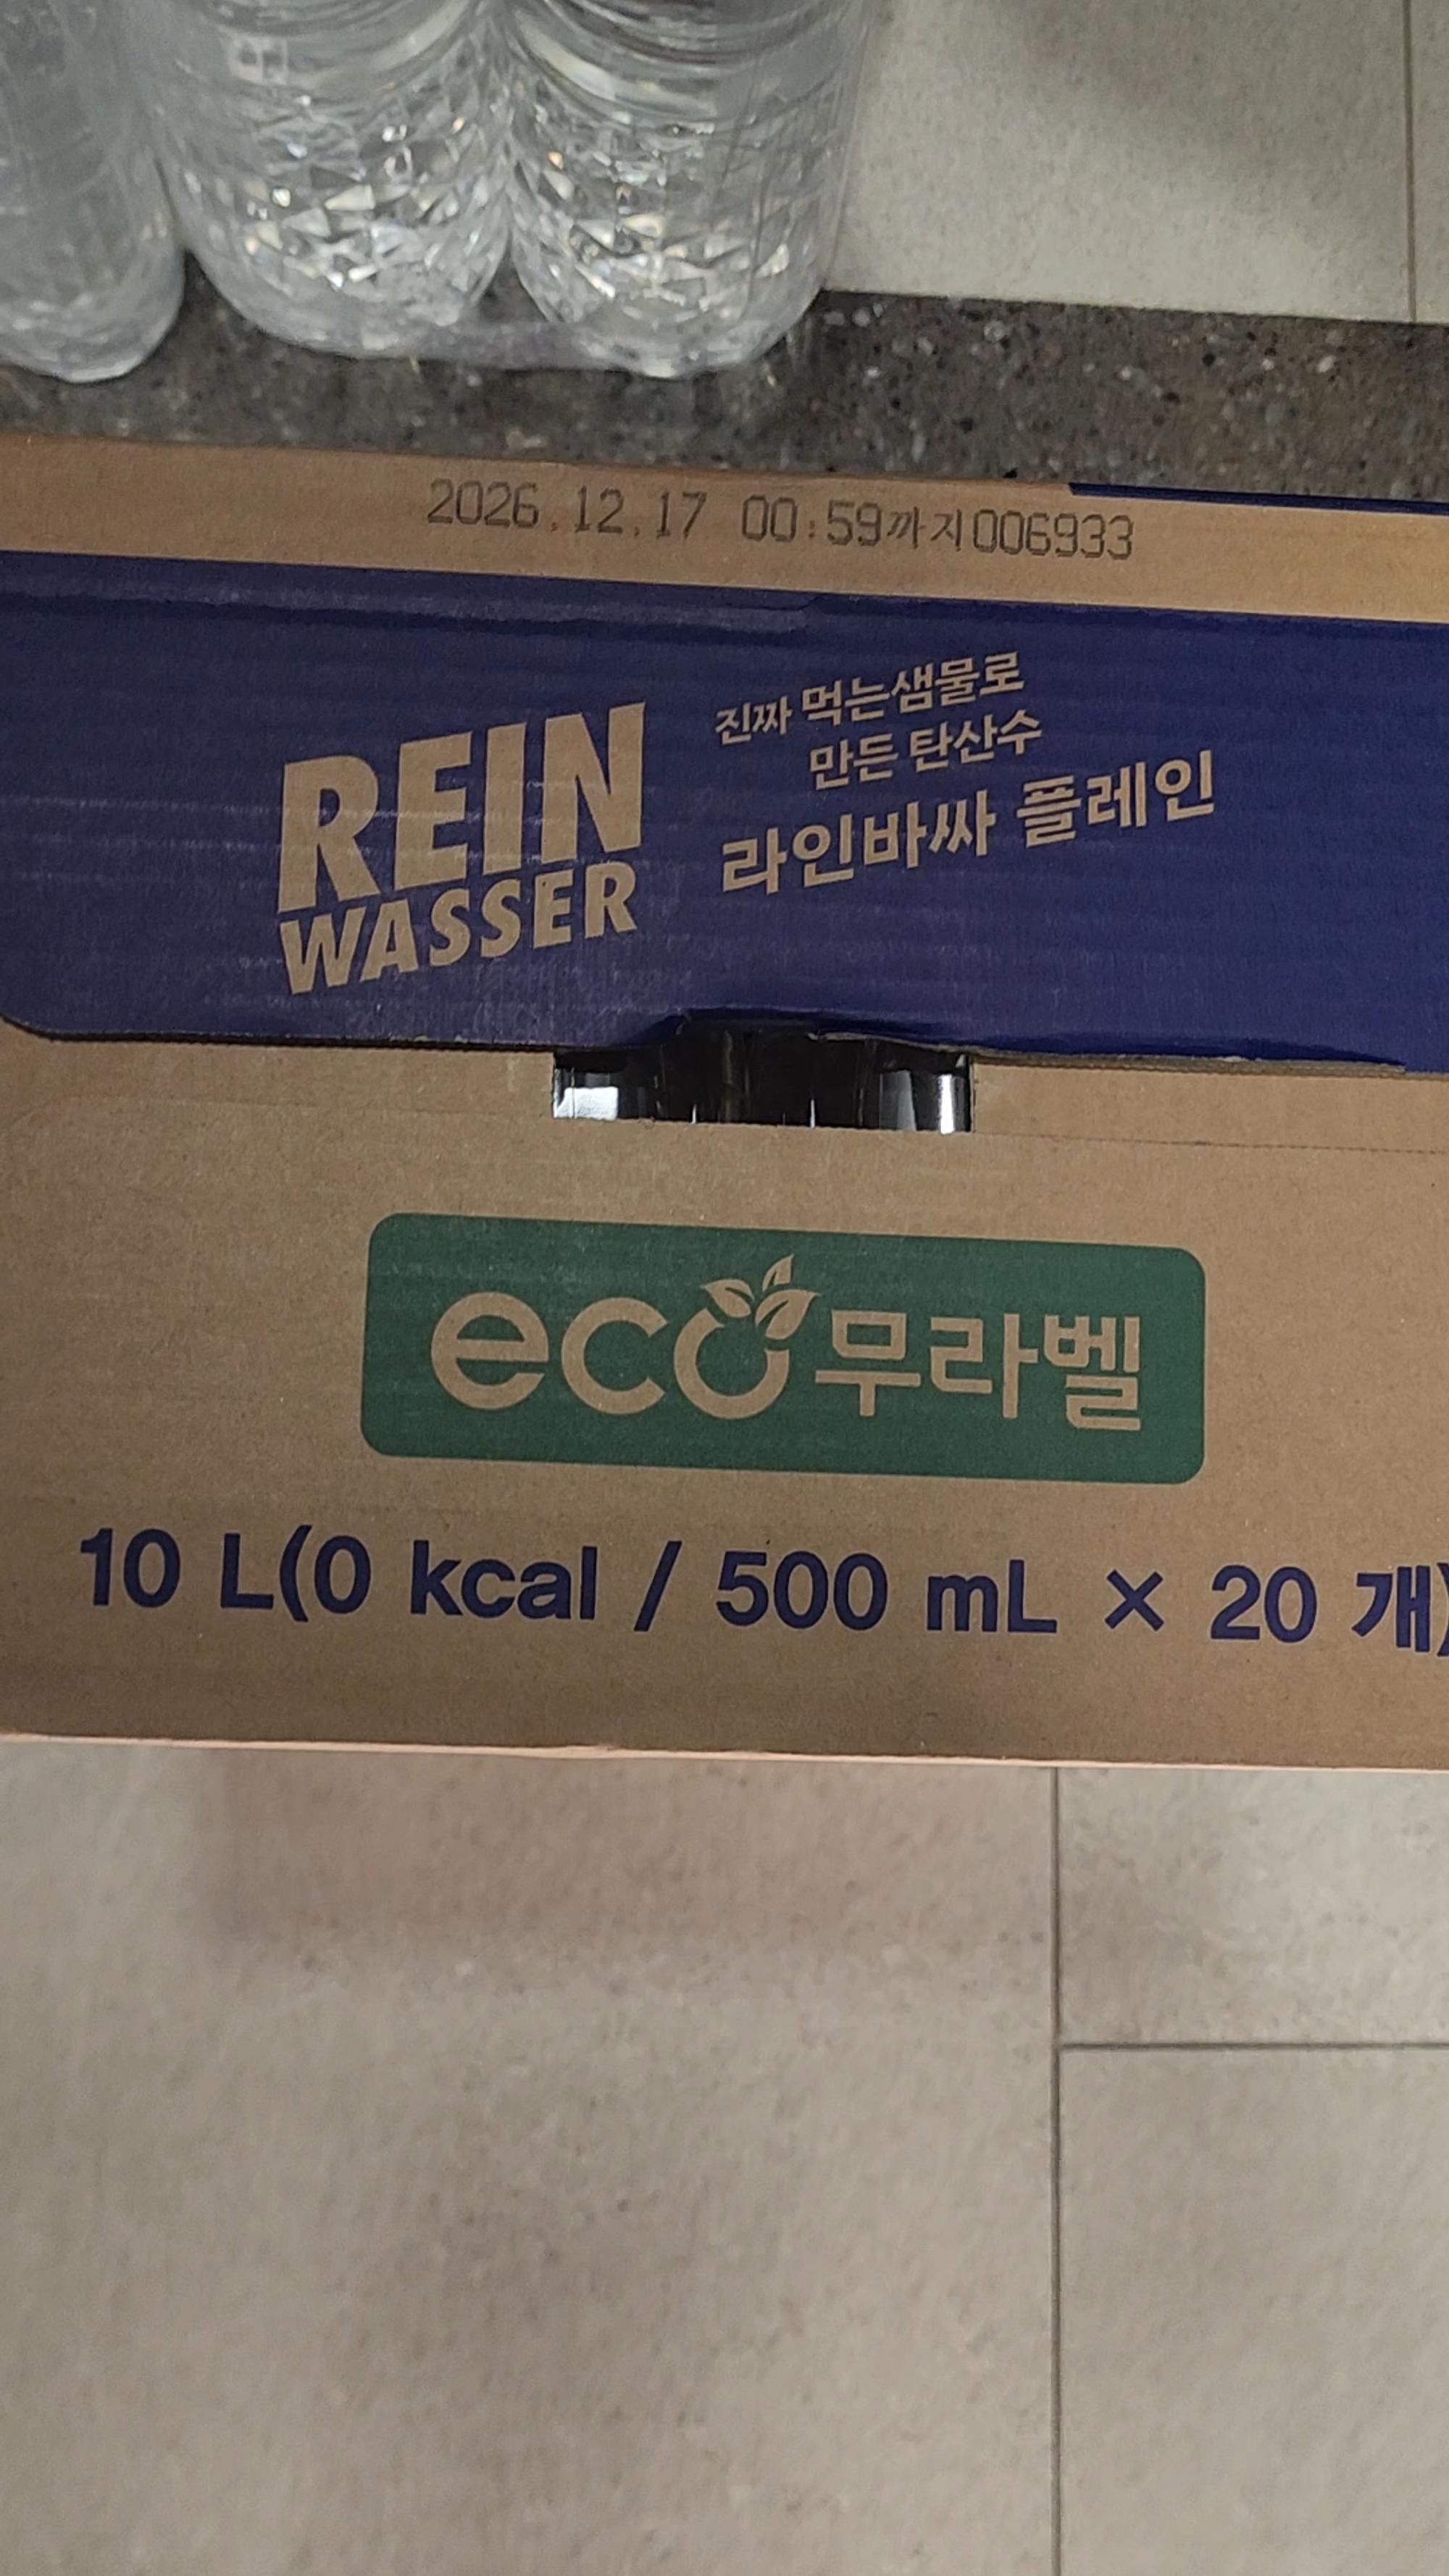 2026.12.17 00:59까지006933
REIN
WASSER
진짜 먹는샘물로
만든 탄산수
라인바싸 플레인
eco무라벨
10 L(0 kcal / 500 mL × 20 개)